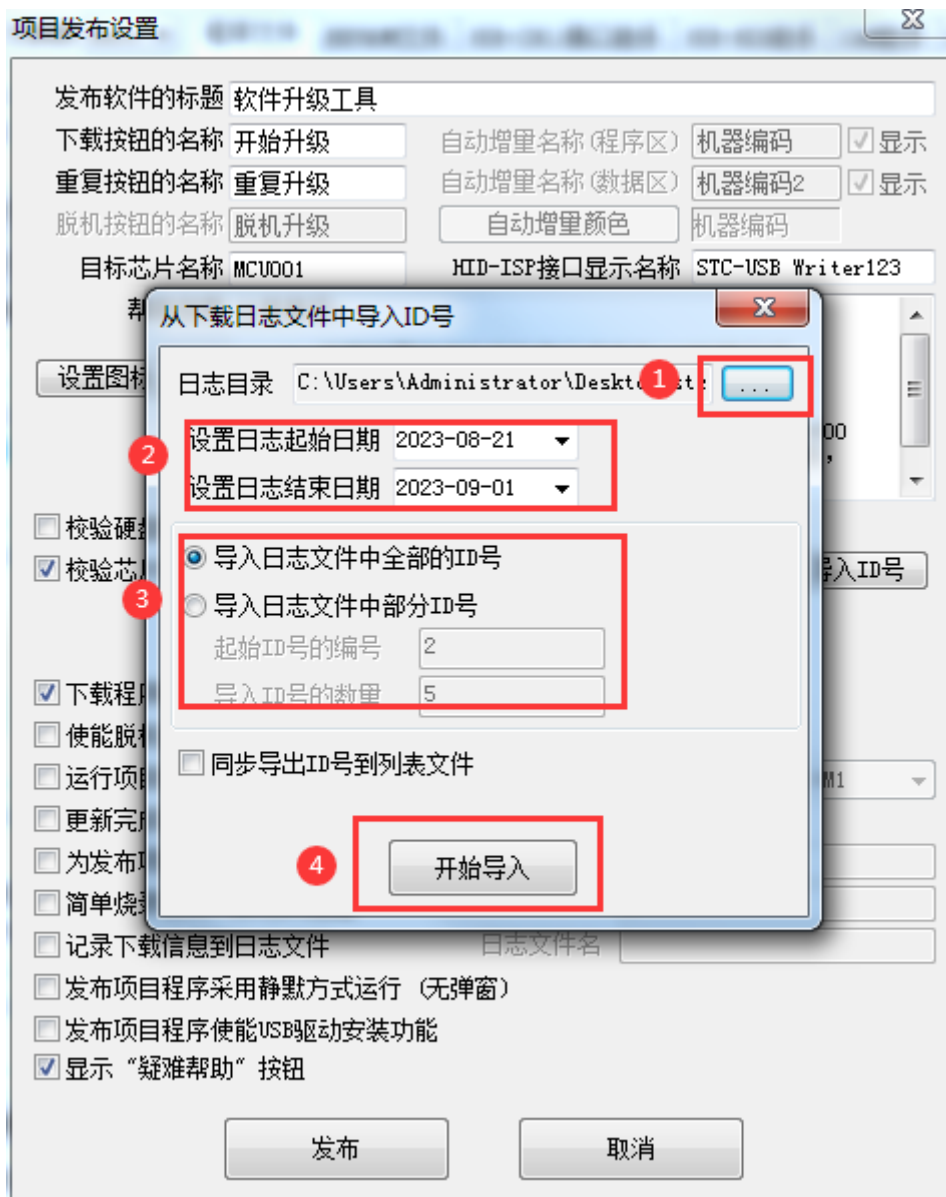 项目发布设置
发布软件的标题 软件升级工具
下载按钮的名称 开始升级 自动增量名称(程序区) 机器编码 显示
重复按钮的名称 重复升级 自动增量名称(数据区) 机器编码2 显示
脱机按钮的名称 脱机升级 自动增量颜色 机器编码
目标芯片名称 MCU001 HID-ISP接口显示名称 STC-USB Writer123
帮
从下载日志文件中导入ID号
设置图标
日志目录 C:\Users\Administrator\Deskto 1 ...
00
2 设置日志起始日期 2023-08-21
,
设置日志结束日期 2023-09-01
校验硬盘
导入日志文件中全部的ID号
校验芯片 导入ID号
3 导入日志文件中部分ID号
起始ID号的编号 2
下载程序 导入ID号的数量 5
使能脱机
同步导出ID号到列表文件
运行项目 M1
更新完成
为发布项
4 开始导入
简单烧录
记录下载信息到日志文件 日志文件名
发布项目程序采用静默方式运行 (无弹窗)
发布项目程序使能USB驱动安装功能
显示 “疑难帮助“ 按钮
发布 取消